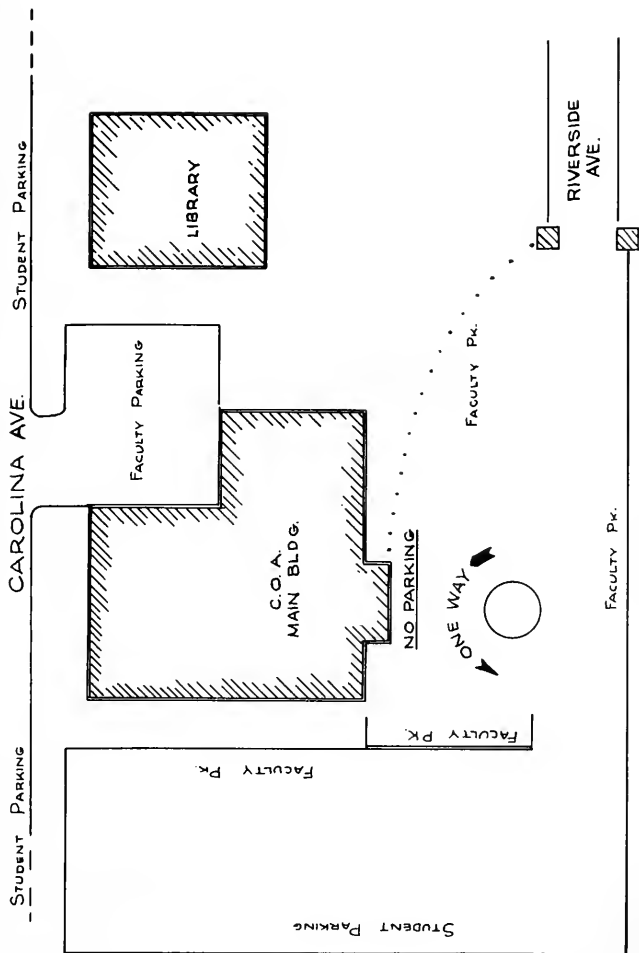 CAROLINA AVE.
STUDENT PARKING
STUDENT PARKING
FACULTY PARKING
LIBRARY
C.O.A.
MAIN BLDG.
NO PARKING
ONE WAY
FACULTY PK.
FACULTY PK.
FACULTY PK.
FACULTY PK.
STUDENT PARKING
RIVERSIDE
AVE.